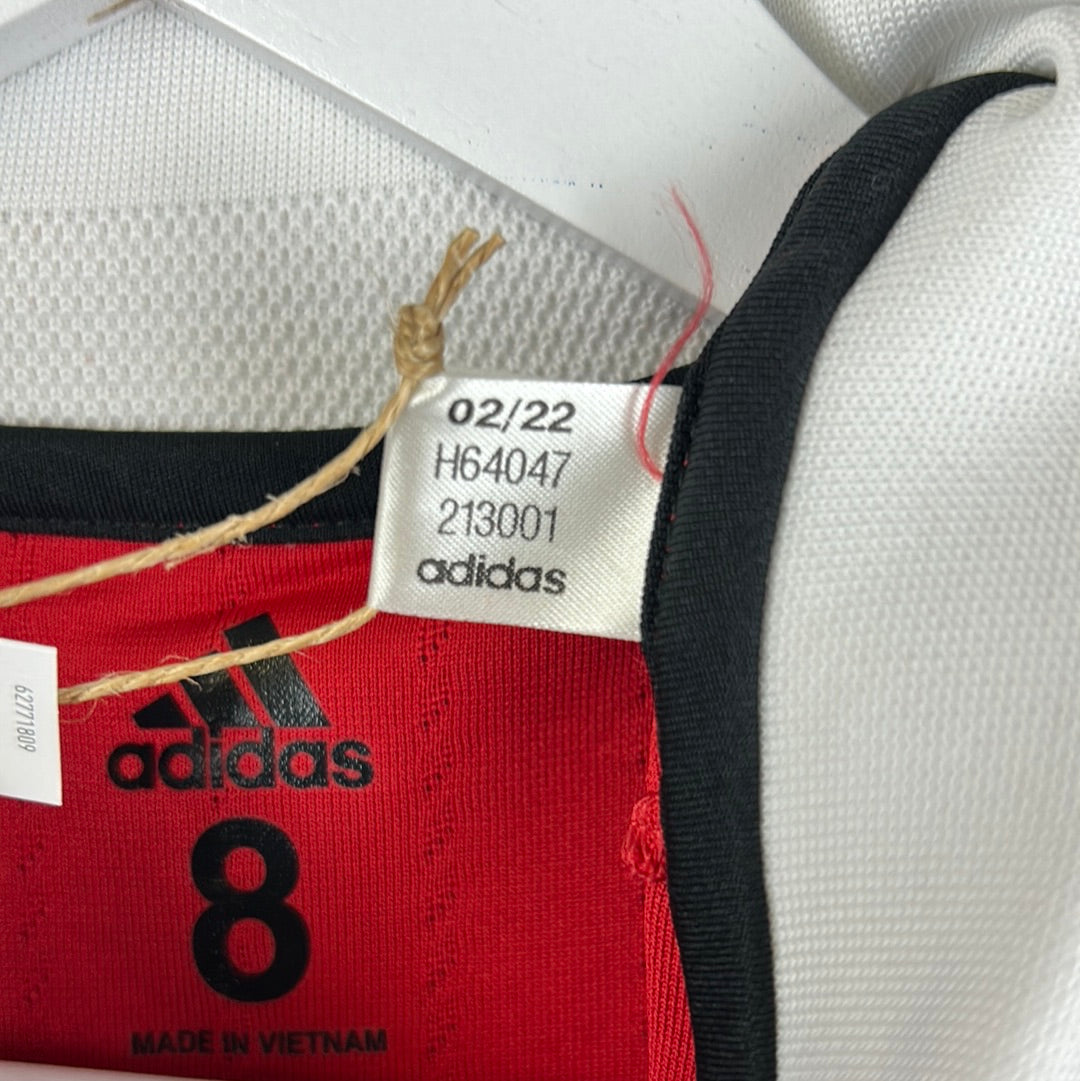 02/22
H64047
213001
adidas
62771809
adidas
8
MADE IN VIETNAM